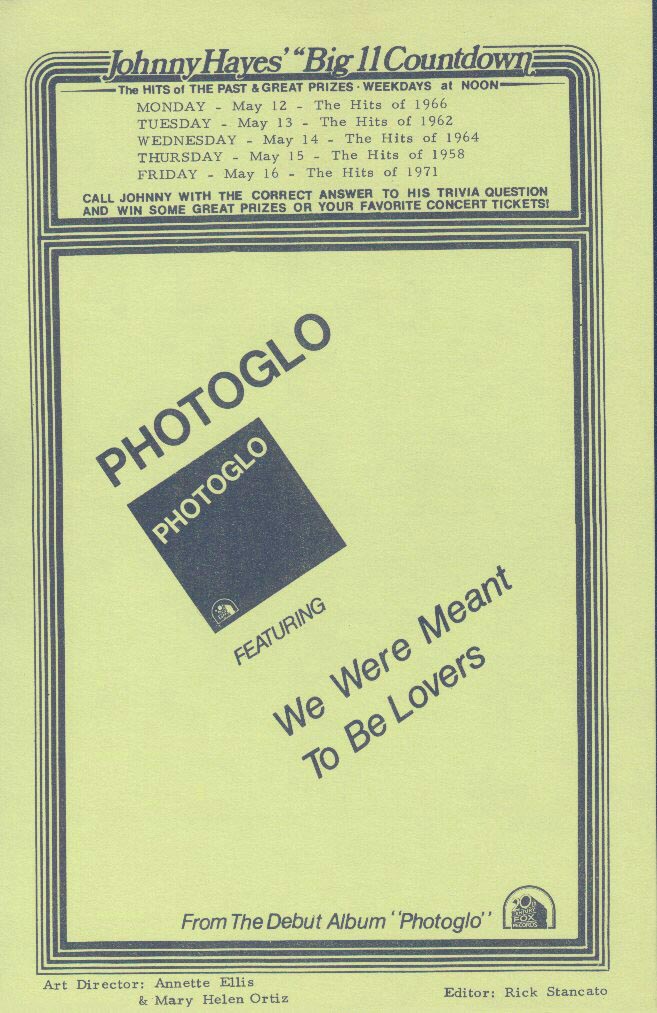 Johnny Hayes' "Big 11 Countdown
The HITS of THE PAST & GREAT PRIZES · WEEKDAYS at NOON
MONDAY - May 12 - The Hits of 1966
TUESDAY - May 13 - The Hits of 1962
WEDNESDAY - May 14 - The Hits of 1964
THURSDAY - May 15 - The Hits of 1958
FRIDAY - May 16 - The Hits of 1971
CALL JOHNNY WITH THE CORRECT ANSWER TO HIS TRIVIA QUESTION
AND WIN SOME GREAT PRIZES OR YOUR FAVORITE CONCERT TICKETS!
PHOTOGLO
PHOTOGLO
FEATURING
We Were Meant
To Be Lovers
From The Debut Album "Photoglo"
20th
CENTURY
FOX
RECORDS
Art Director: Annette Ellis
& Mary Helen Ortiz
Editor: Rick Stancato